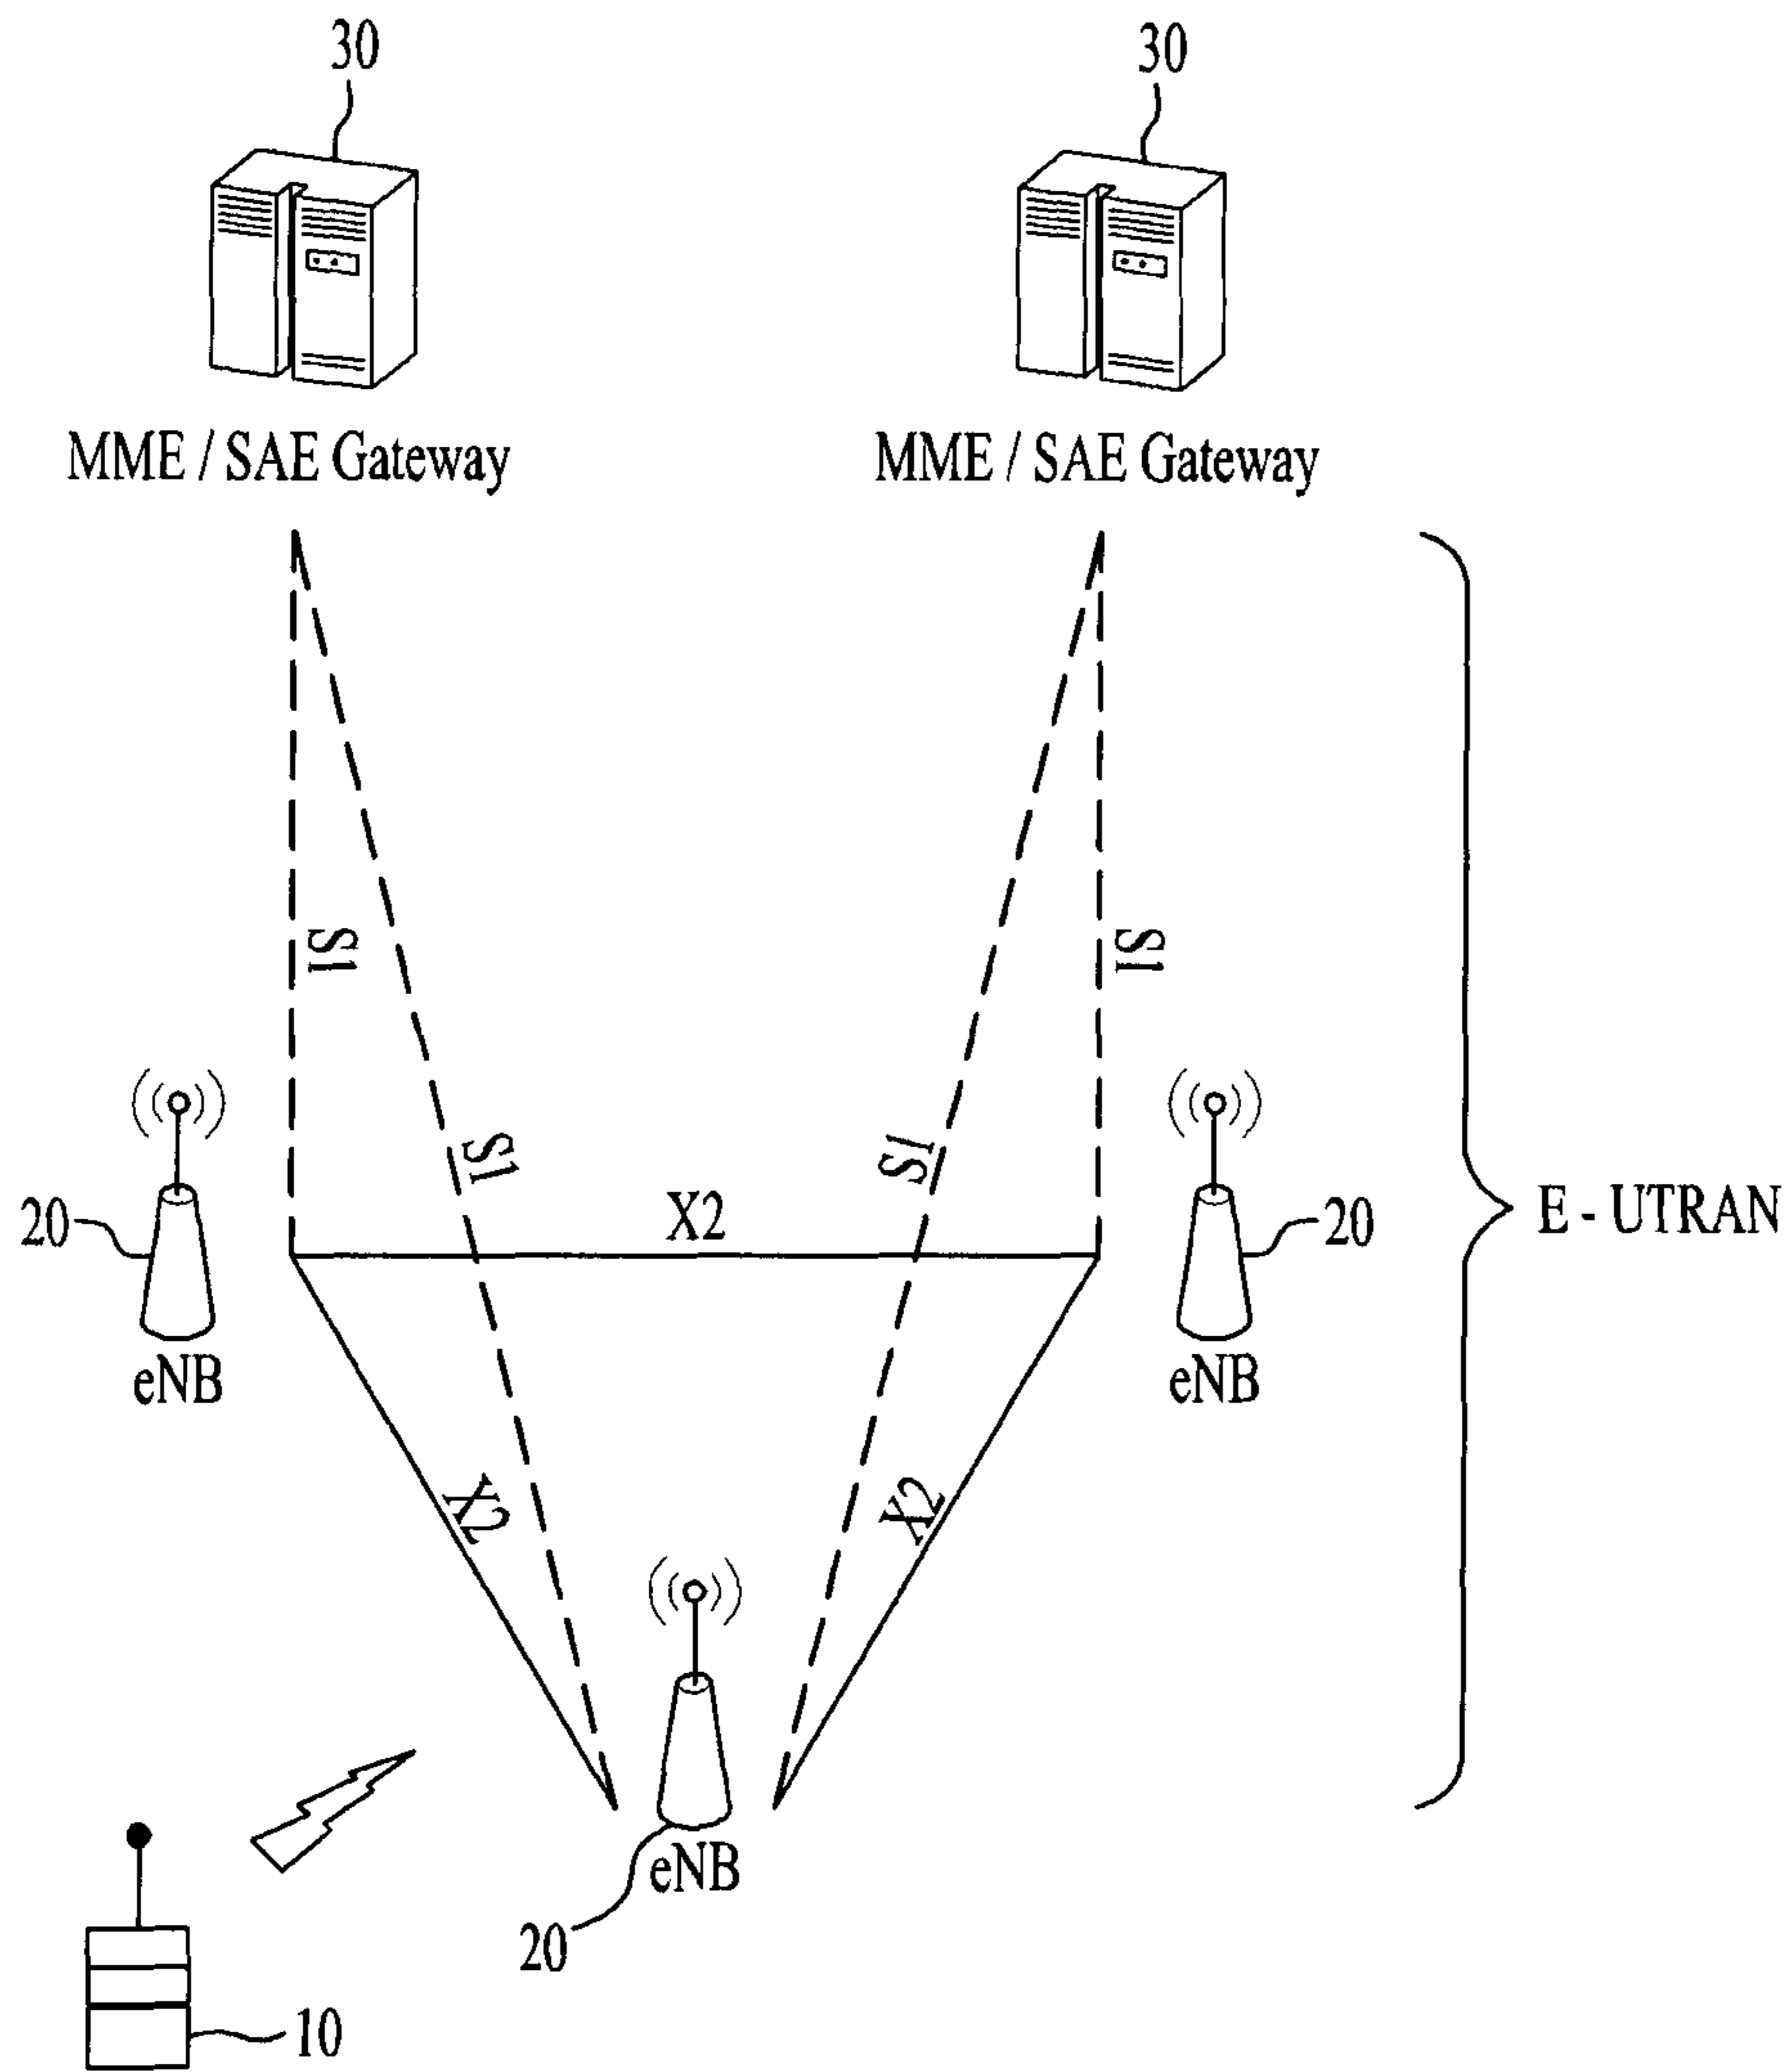 30
30
MME / SAE Gateway
MME / SAE Gateway
S1
S1
S1
S1
X2
20
20
E - UTRAN
eNB
eNB
X2
X2
eNB
20
10